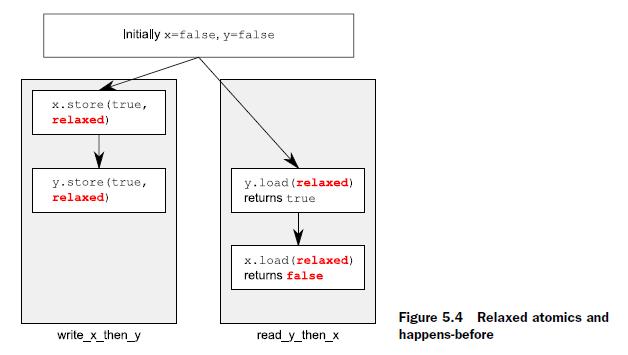 Initially x=false, y=false
x.store(true,
relaxed)
y.store(true,
relaxed)
y.load(relaxed)
returns true
x.load(relaxed)
returns false
write_x_then_y
read_y_then_x
Figure 5.4 Relaxed atomics and
happens-before